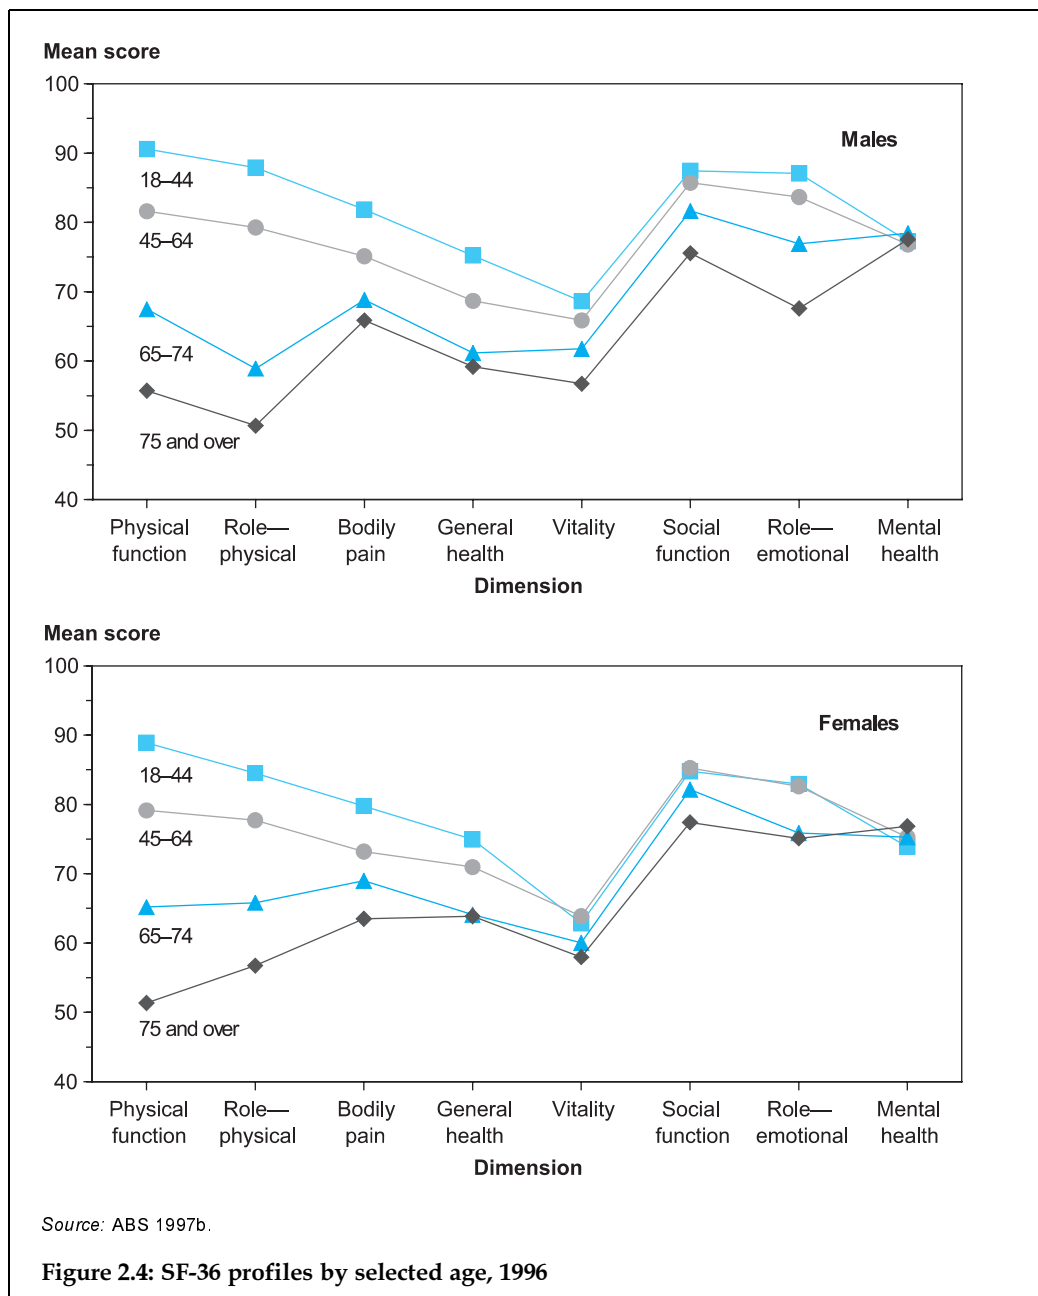 Mean score
100
90
80
70
60
50
40
Males
18–44
45–64
65–74
75 and over
Physical function
Role—physical
Bodily pain
General health
Vitality
Social function
Role—emotional
Mental health
Dimension
Mean score
100
90
80
70
60
50
40
Females
18–44
45–64
65–74
75 and over
Physical function
Role—physical
Bodily pain
General health
Vitality
Social function
Role—emotional
Mental health
Dimension
Source: ABS 1997b.
Figure 2.4: SF-36 profiles by selected age, 1996